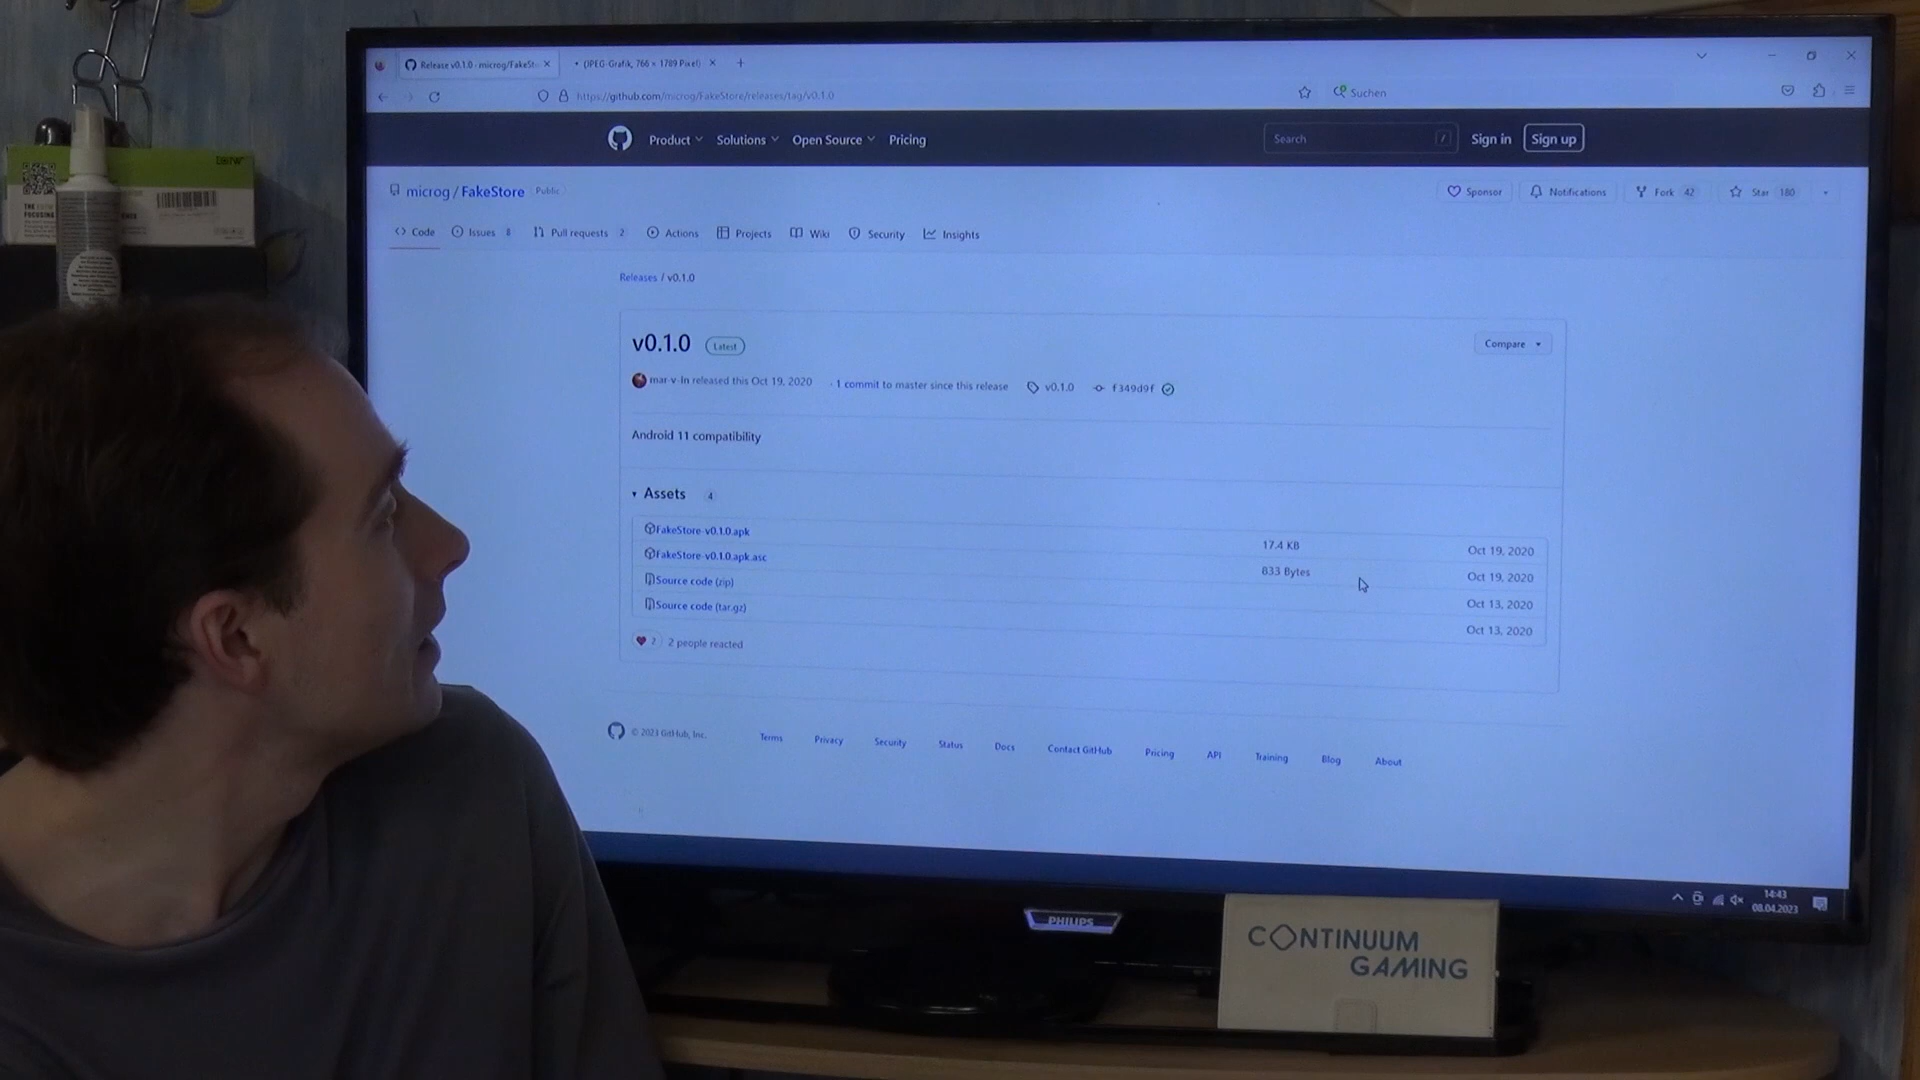 Release v0.1.0 · microg/FakeSt
(JPEG-Grafik, 766 × 1789 Pixel)
https://github.com/microg/FakeStore/releases/tag/v0.1.0
Suchen
Product
Solutions
Open Source
Pricing
Search
/
Sign in
Sign up
microg / FakeStore
Public
Sponsor
Notifications
Fork 42
Star 180
Code
Issues 8
Pull requests 2
Actions
Projects
Wiki
Security
Insights
Releases / v0.1.0
v0.1.0
Latest
Compare
mar-v-in released this Oct 19, 2020
· 1 commit to master since this release
v0.1.0
f349d9f
Android 11 compatibility
Assets 4
FakeStore-v0.1.0.apk
17.4 KB
Oct 19, 2020
FakeStore-v0.1.0.apk.asc
833 Bytes
Oct 19, 2020
Source code (zip)
Oct 13, 2020
Source code (tar.gz)
Oct 13, 2020
2
2 people reacted
© 2023 GitHub, Inc.
Terms
Privacy
Security
Status
Docs
Contact GitHub
Pricing
API
Training
Blog
About
14:43
08.04.2023
PHILIPS
CONTINUUM
GAMING